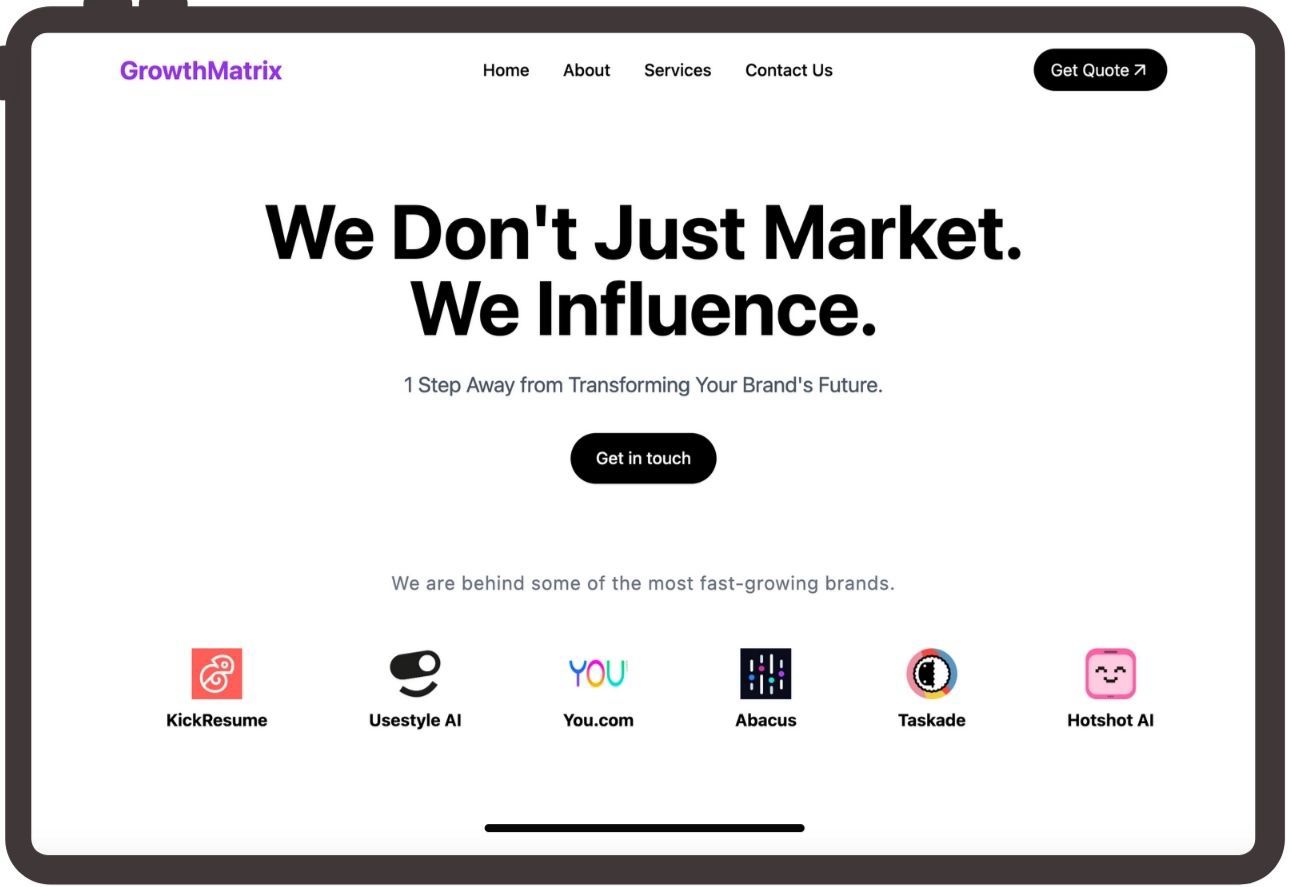 GrowthMatrix
Home
About
Services
Contact Us
Get Quote
We Don't Just Market.
We Influence.
1 Step Away from Transforming Your Brand's Future.
Get in touch
We are behind some of the most fast-growing brands.
YOU
KickResume
Usestyle AI
You.com
Abacus
Taskade
Hotshot AI